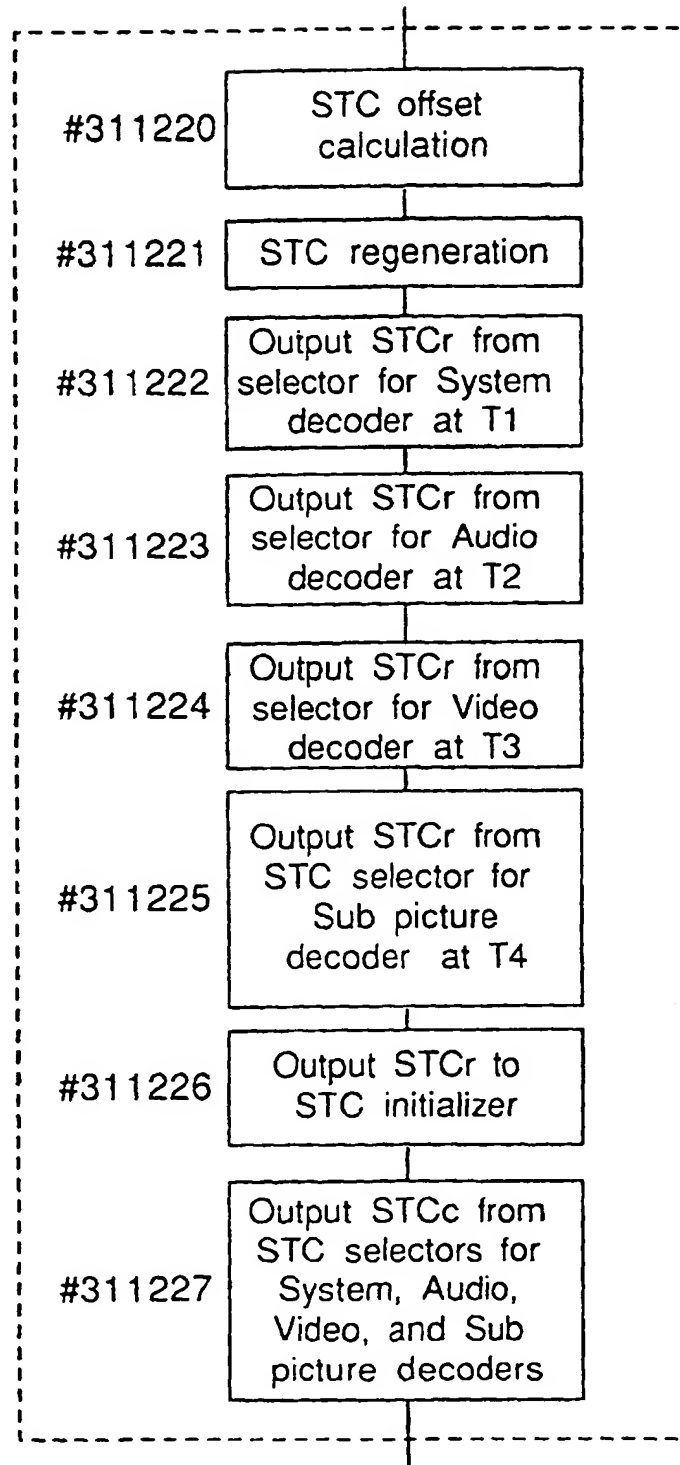 #311220
STC offset
calculation
#311221
STC regeneration
#311222
Output STCr from
selector for System
decoder at T1
#311223
Output STCr from
selector for Audio
decoder at T2
#311224
Output STCr from
selector for Video
decoder at T3
#311225
Output STCr from
STC selector for
Sub picture
decoder at T4
#311226
Output STCr to
STC initializer
#311227
Output STCc from
STC selectors for
System, Audio,
Video, and Sub
picture decoders